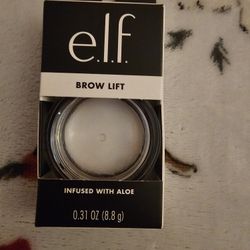 e.l.f.
BROW LIFT
INFUSED WITH ALOE
0.31 OZ (8.8 g)